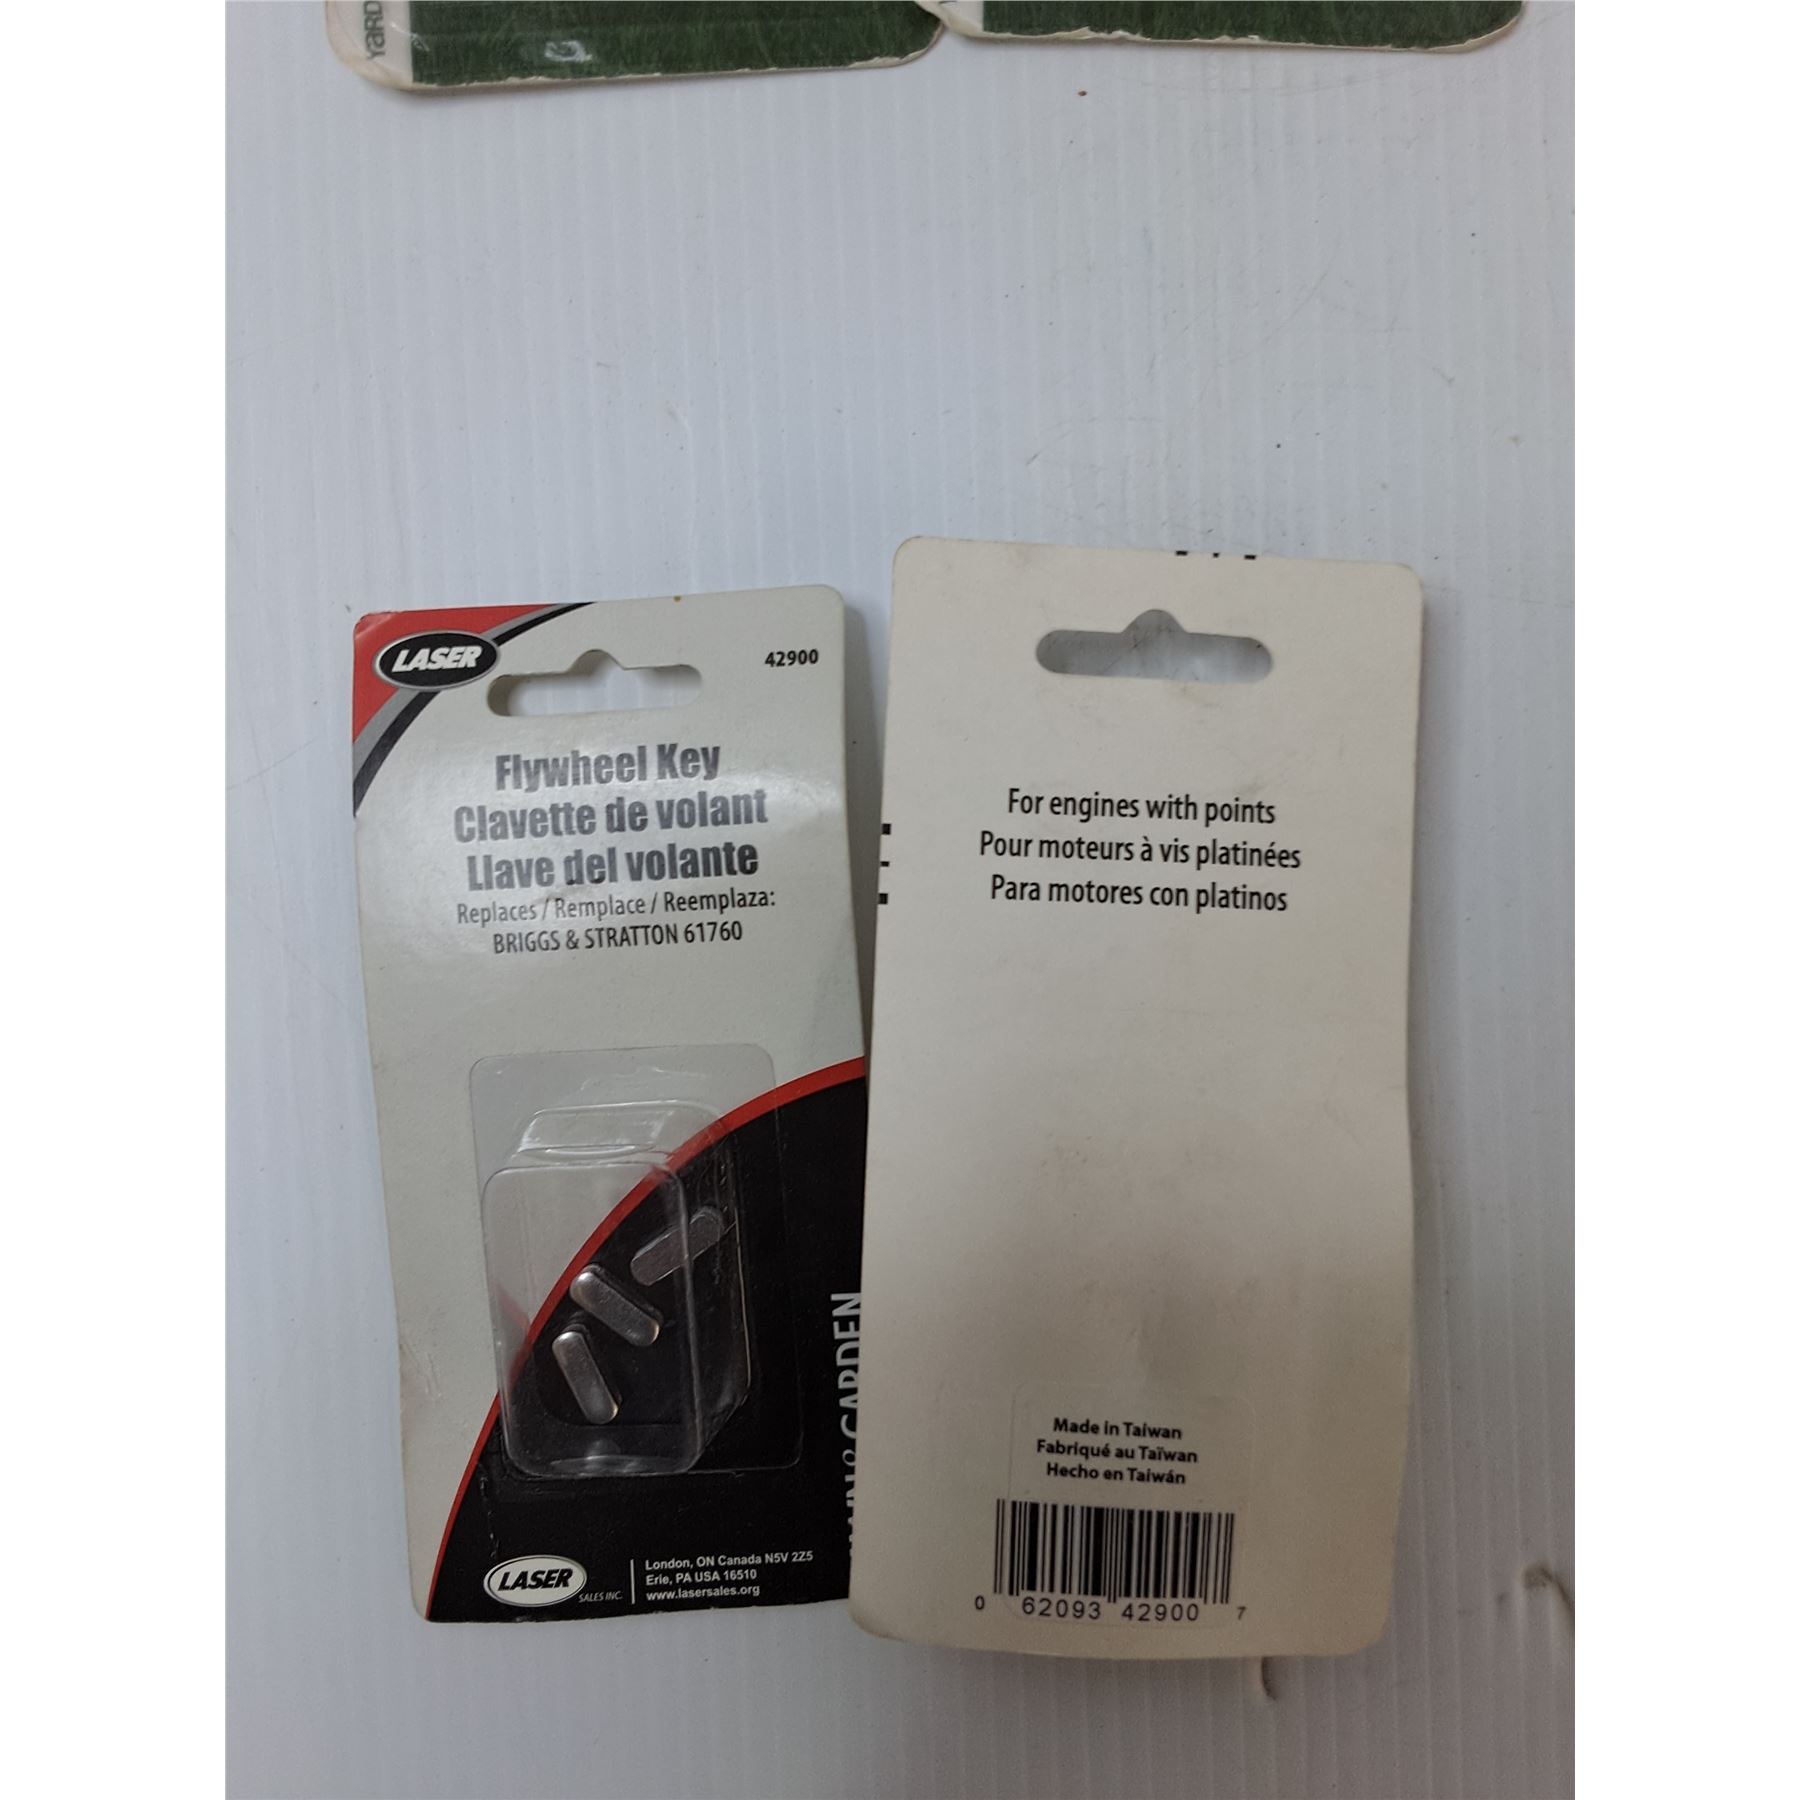 YARD
LASER
42900
Flywheel Key
Clavette de volant
Llave del volante
Replaces / Remplace / Reemplaza:
BRIGGS & STRATTON 61760
& GARDEN
LASER
SALES INC.
London, ON Canada N5V 2Z5
Erie, PA USA 16510
www.lasersales.org
For engines with points
Pour moteurs à vis platinées
Para motores con platinos
Made in Taiwan
Fabriqué au Taïwan
Hecho en Taiwán
0 62093 42900 7